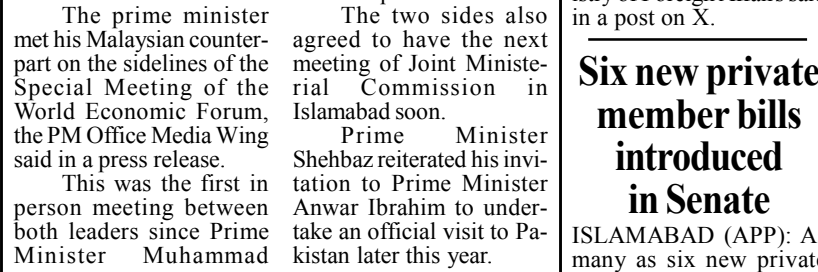 The prime minister
met his Malaysian counter-
part on the sidelines of the
Special Meeting of the
World Economic Forum,
the PM Office Media Wing
said in a press release.
This was the first in
person meeting between
both leaders since Prime
Minister Muhammad
The two sides also
agreed to have the next
meeting of Joint Ministe-
rial Commission in
Islamabad soon.
Prime Minister
Shehbaz reiterated his invi-
tation to Prime Minister
Anwar Ibrahim to under-
take an official visit to Pa-
kistan later this year.
in a post on X.
Six new private
member bills
introduced
in Senate
ISLAMABAD (APP): A
many as six new private